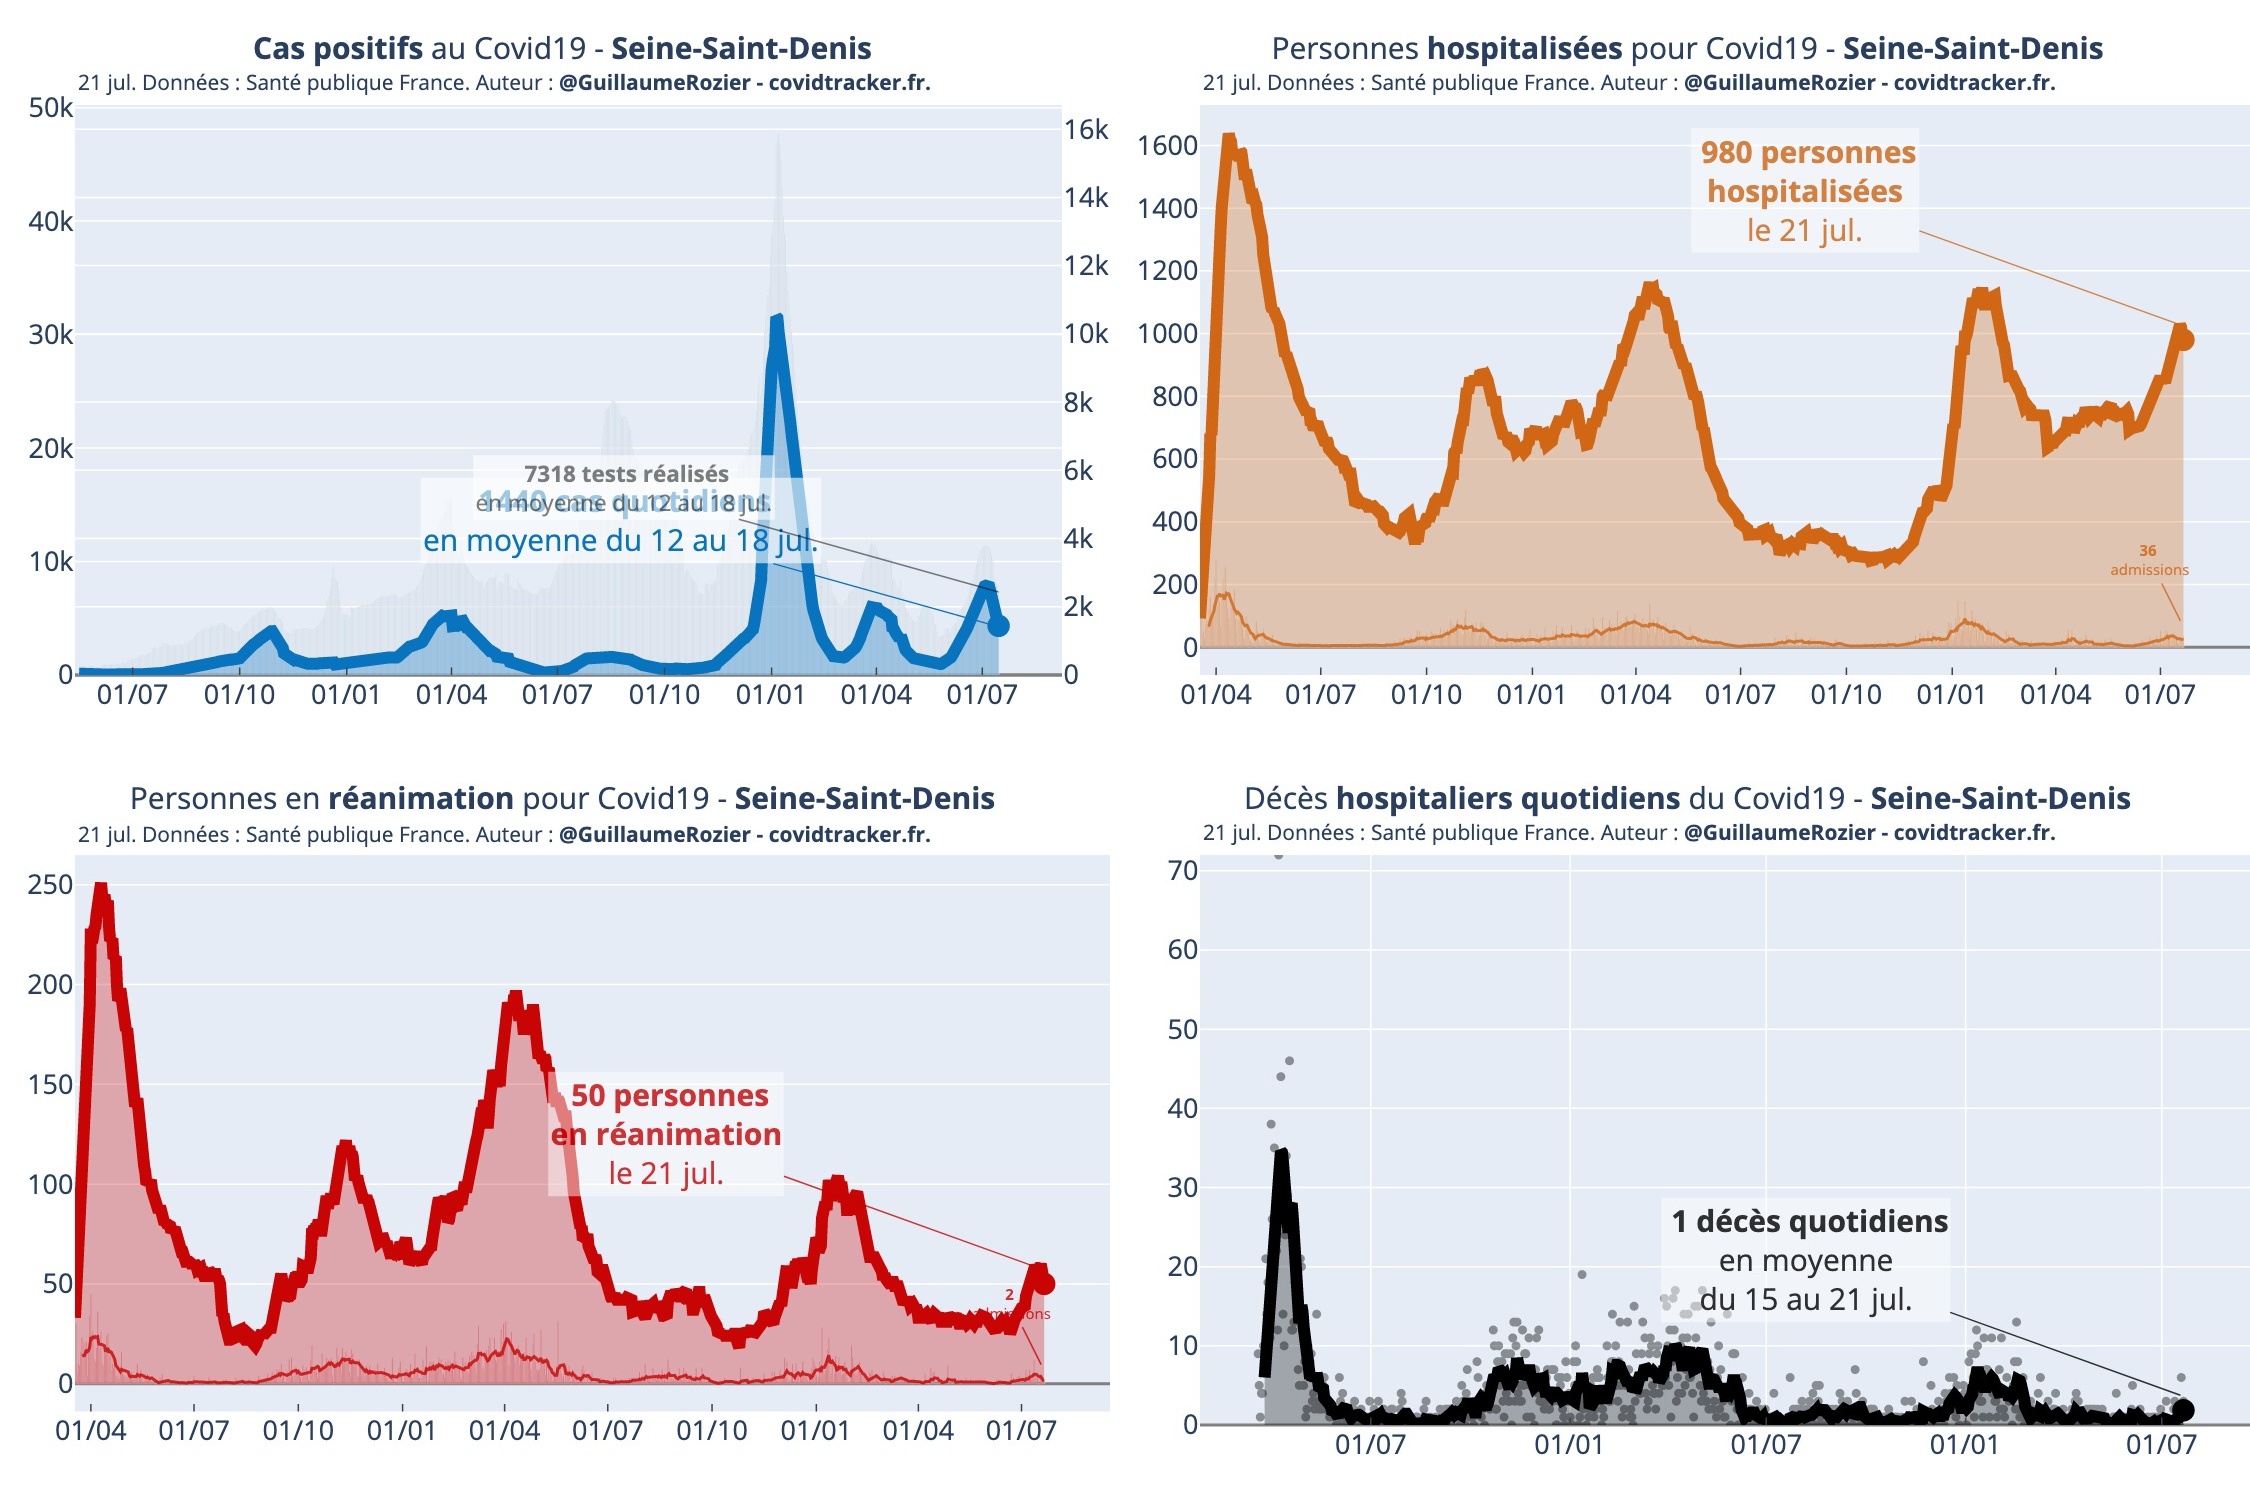 Cas positifs au Covid19 - Seine-Saint-Denis
21 jul. Données : Santé publique France. Auteur : @GuillaumeRozier - covidtracker.fr.
50k
40k
30k
20k
10k
0
16k
14k
12k
10k
8k
6k
4k
2k
0
7318 tests réalisés
en moyenne du 12 au 18 jul.
1440 cas quotidiens
en moyenne du 12 au 18 jul.
01/07 01/10 01/01 01/04 01/07 01/10 01/01 01/04 01/07
Personnes hospitalisées pour Covid19 - Seine-Saint-Denis
21 jul. Données : Santé publique France. Auteur : @GuillaumeRozier - covidtracker.fr.
1600
1400
1200
1000
800
600
400
200
0
980 personnes
hospitalisées
le 21 jul.
36
admissions
01/04 01/07 01/10 01/01 01/04 01/07 01/10 01/01 01/04 01/07
Personnes en réanimation pour Covid19 - Seine-Saint-Denis
21 jul. Données : Santé publique France. Auteur : @GuillaumeRozier - covidtracker.fr.
250
200
150
100
50
0
50 personnes
en réanimation
le 21 jul.
2
admissions
01/04 01/07 01/10 01/01 01/04 01/07 01/10 01/01 01/04 01/07
Décès hospitaliers quotidiens du Covid19 - Seine-Saint-Denis
21 jul. Données : Santé publique France. Auteur : @GuillaumeRozier - covidtracker.fr.
70
60
50
40
30
20
10
0
1 décès quotidiens
en moyenne
du 15 au 21 jul.
01/07 01/01 01/07 01/01 01/07